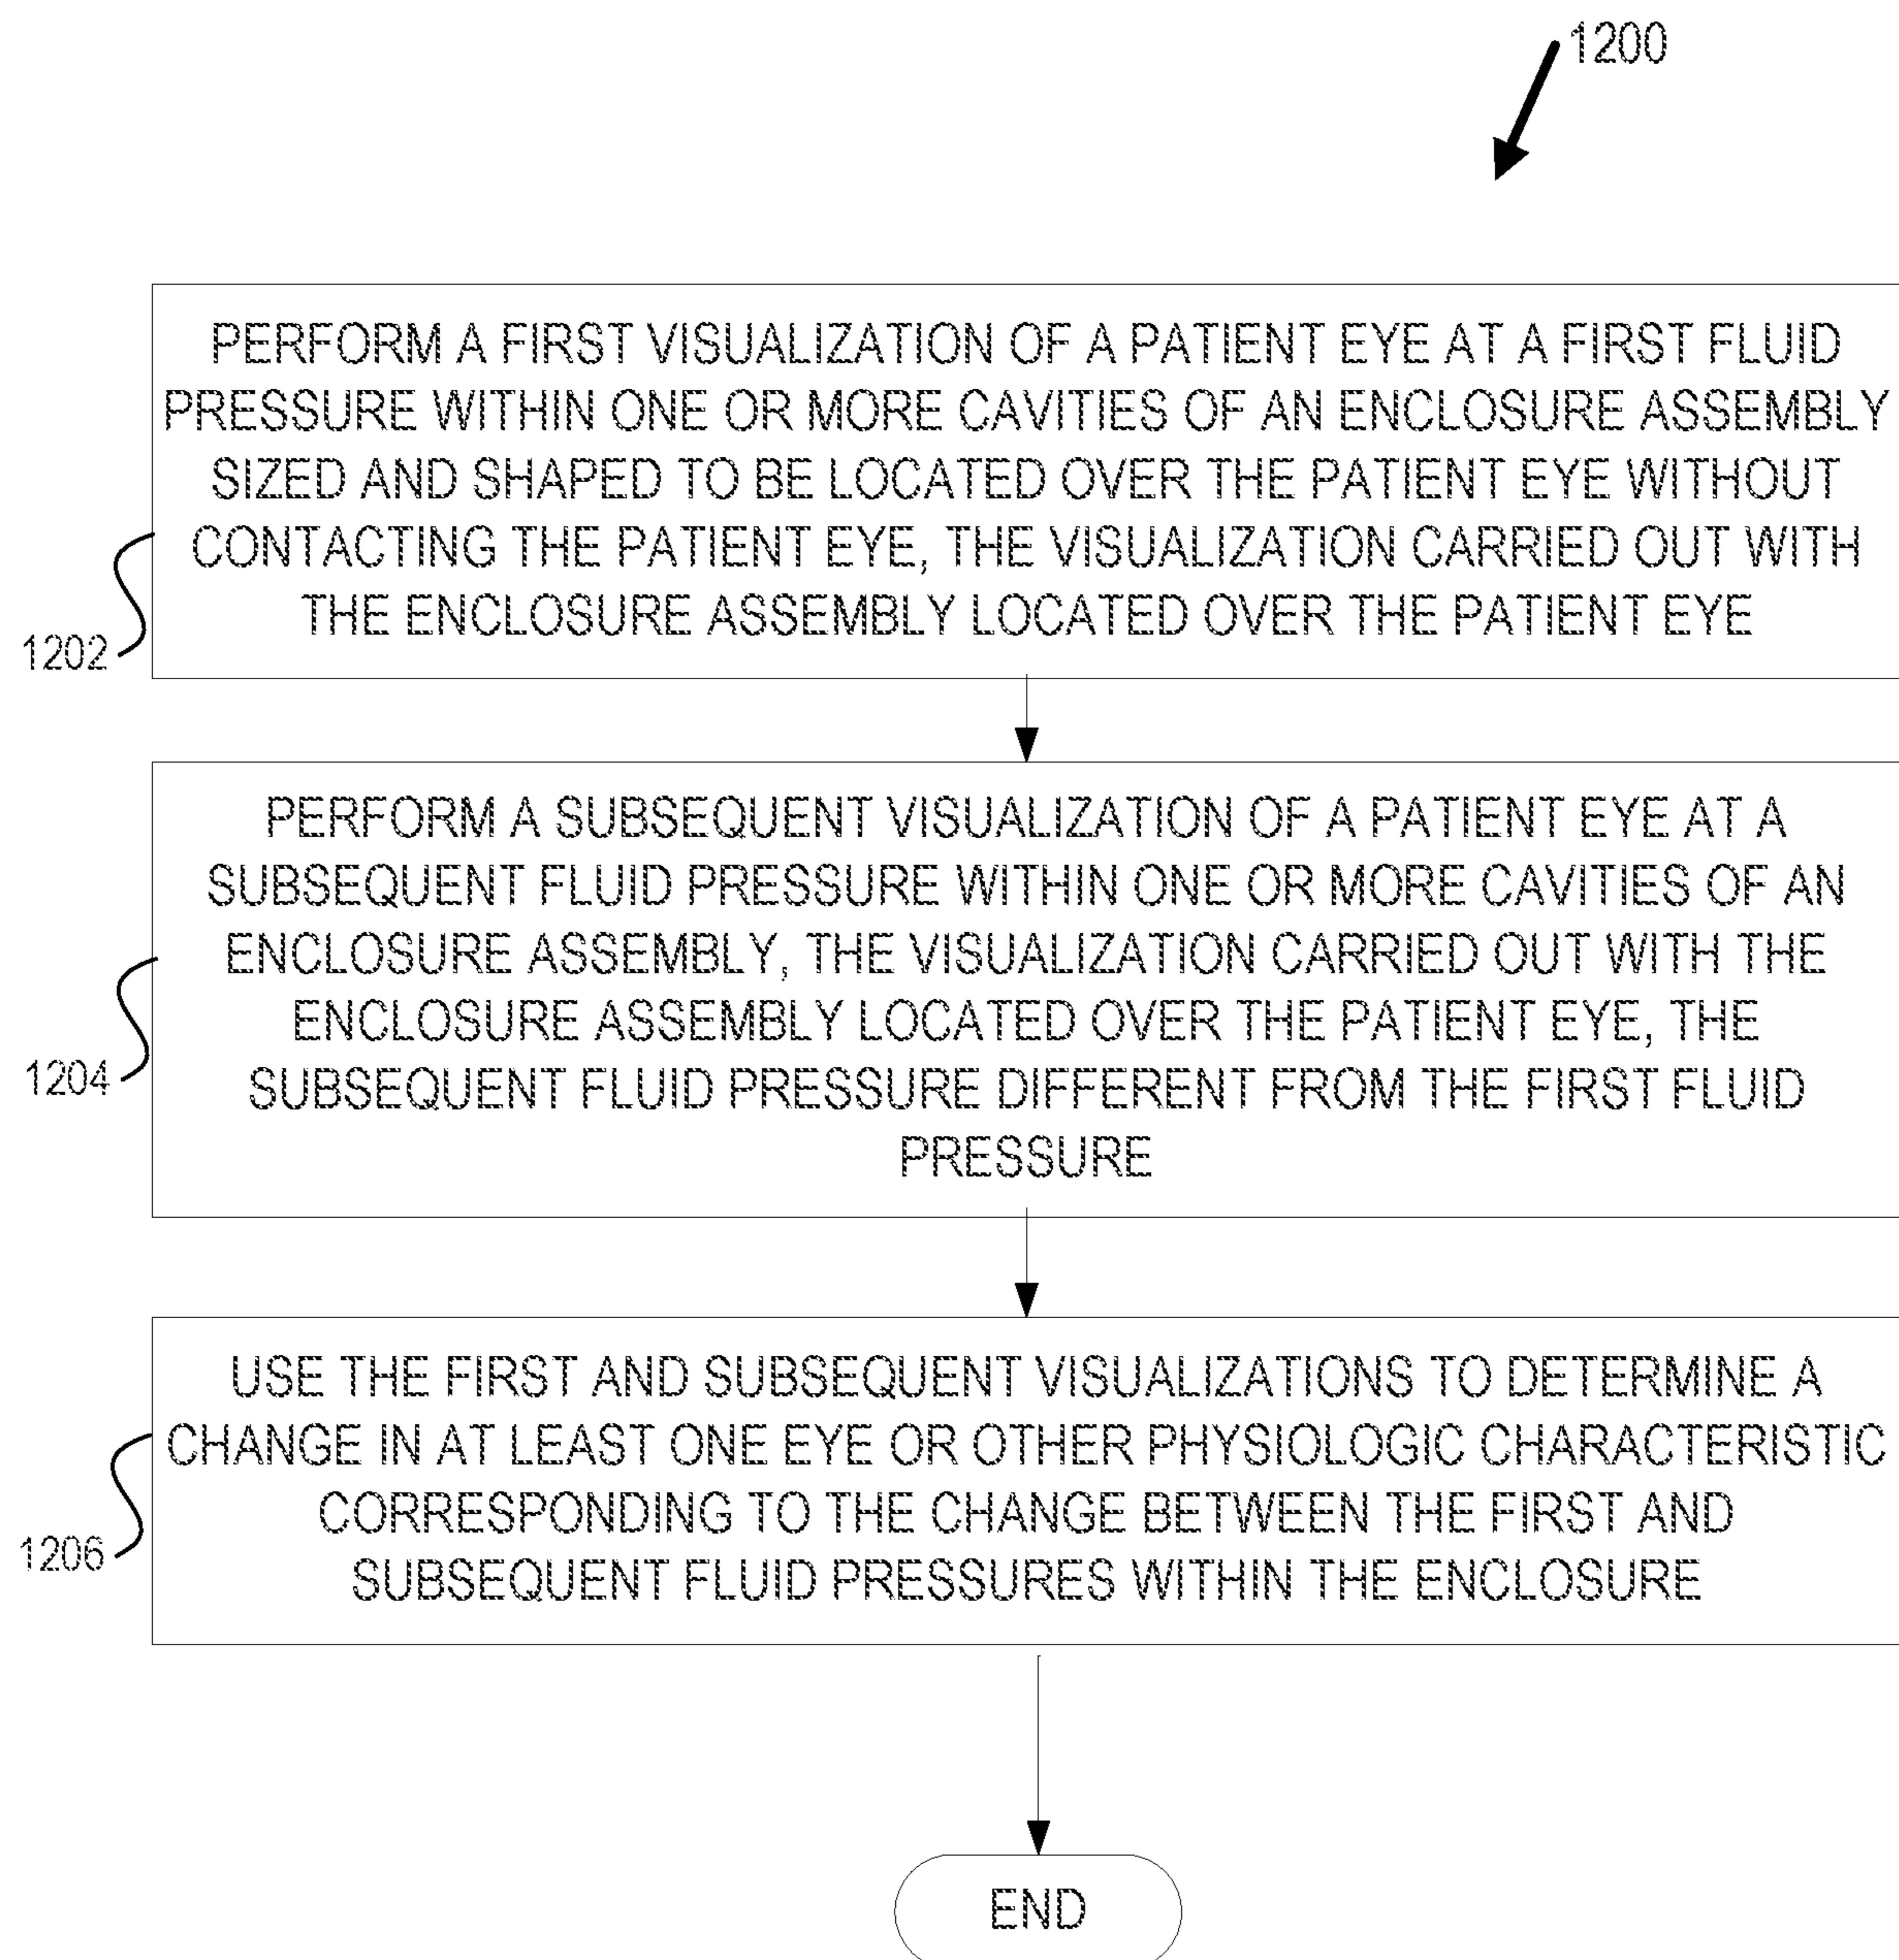 1200
PERFORM A FIRST VISUALIZATION OF A PATIENT EYE AT A FIRST FLUID
PRESSURE WITHIN ONE OR MORE CAVITIES OF AN ENCLOSURE ASSEMBLY
SIZED AND SHAPED TO BE LOCATED OVER THE PATIENT EYE WITHOUT
CONTACTING THE PATIENT EYE, THE VISUALIZATION CARRIED OUT WITH
THE ENCLOSURE ASSEMBLY LOCATED OVER THE PATIENT EYE
1202
PERFORM A SUBSEQUENT VISUALIZATION OF A PATIENT EYE AT A
SUBSEQUENT FLUID PRESSURE WITHIN ONE OR MORE CAVITIES OF AN
ENCLOSURE ASSEMBLY, THE VISUALIZATION CARRIED OUT WITH THE
ENCLOSURE ASSEMBLY LOCATED OVER THE PATIENT EYE, THE
SUBSEQUENT FLUID PRESSURE DIFFERENT FROM THE FIRST FLUID
PRESSURE
1204
USE THE FIRST AND SUBSEQUENT VISUALIZATIONS TO DETERMINE A
CHANGE IN AT LEAST ONE EYE OR OTHER PHYSIOLOGIC CHARACTERISTIC
CORRESPONDING TO THE CHANGE BETWEEN THE FIRST AND
SUBSEQUENT FLUID PRESSURES WITHIN THE ENCLOSURE
1206
END